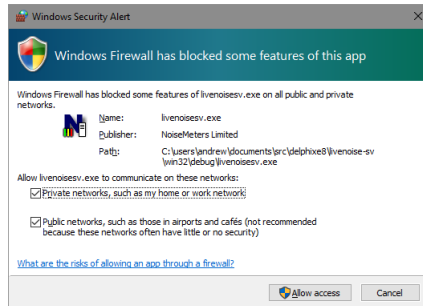 Windows Security Alert
Windows Firewall has blocked some features of this app
Windows Firewall has blocked some features of livenoisesv.exe on all public and private
networks.
Name: livenoisesv.exe
Publisher: NoiseMeters Limited
Path: C:\users\andrew\documents\src\delphixe8\livenoise-sv
\win32\debug\livenoisesv.exe
Allow livenoisesv.exe to communicate on these networks:
Private networks, such as my home or work network
Public networks, such as those in airports and cafés (not recommended
because these networks often have little or no security)
What are the risks of allowing an app through a firewall?
Allow access Cancel